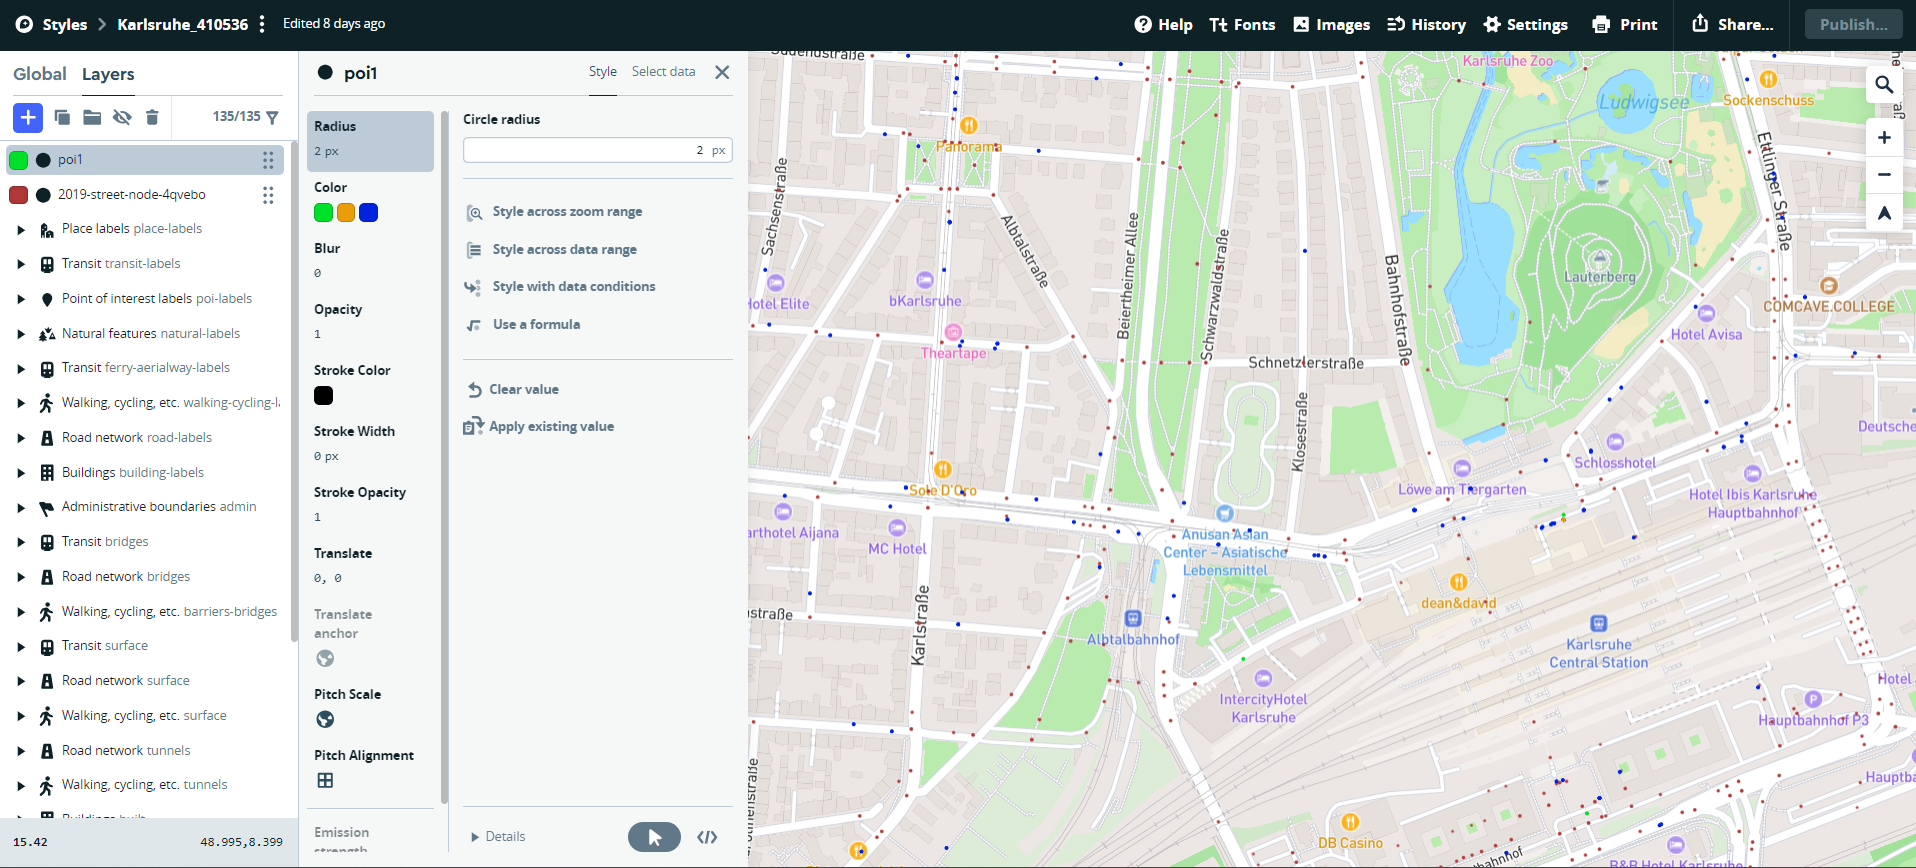 Styles
Karlsruhe_410536
Edited 8 days ago
Help
Fonts
Images
History
Settings
Print
Share...
Publish...
Global
Layers
135/135
poi1
2019-street-node-4qvebo
Place labels place-labels
Transit transit-labels
Point of interest labels poi-labels
Natural features natural-labels
Transit ferry-aerialway-labels
Walking, cycling, etc. walking-cycling-l
Road network road-labels
Buildings building-labels
Administrative boundaries admin
Transit bridges
Road network bridges
Walking, cycling, etc. barriers-bridges
Transit surface
Road network surface
Walking, cycling, etc. surface
Road network tunnels
Walking, cycling, etc. tunnels
Buildings built
15.42
48.995,8.399
poi1
Style
Select data
Radius
2 px
Color
Blur
0
Opacity
1
Stroke Color
Stroke Width
0 px
Stroke Opacity
1
Translate
0, 0
Translate
anchor
Pitch Scale
Pitch Alignment
Emission
strength
Circle radius
2 px
Style across zoom range
Style across data range
Style with data conditions
Use a formula
Clear value
Apply existing value
Details
Südendstraße
Karlsruhe Zoo
Ludwigsee
Sockenschuss
Panorama
Sachsenstraße
Albtalstraße
Beiertheimer Allee
Schwarzwaldstraße
Bahnhofstraße
Ettlinger Straße
Lauterberg
COMCAVE.COLLEGE
Hotel Avisa
otel Elite
bKarlsruhe
Theartape
Schnetzlerstraße
Klosestraße
Deutsche
Schlosshotel
Löwe am Tiergarten
Hotel Ibis Karlsruhe
Hauptbahnhof
Sole D'Oro
arthotel Aijana
MC Hotel
Anusan Asian
Center – Asiatische
Lebensmittel
dean&david
Karlstraße
Albtalbahnhof
Karlsruhe
Central Station
IntercityHotel
Karlsruhe
Hotel
Hauptbahnhof P3
Hauptba
DB Casino
B&B Hotel Karlsruhe